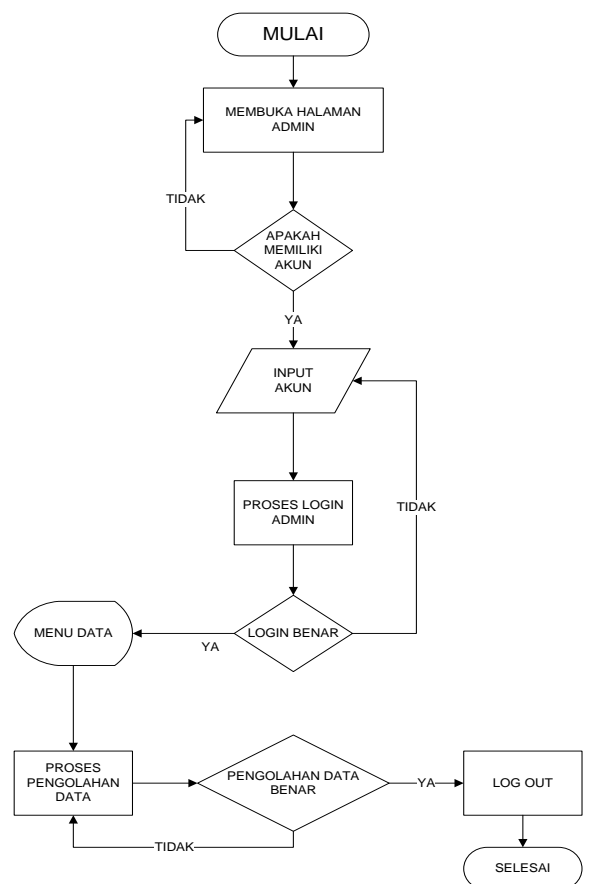 MULAI
MEMBUKA HALAMAN
ADMIN
TIDAK
APAKAH
MEMILIKI
AKUN
YA
INPUT
AKUN
PROSES LOGIN
ADMIN
TIDAK
LOGIN BENAR
YA
MENU DATA
PROSES
PENGOLAHAN
DATA
PENGOLAHAN DATA
BENAR
YA
LOG OUT
TIDAK
SELESAI